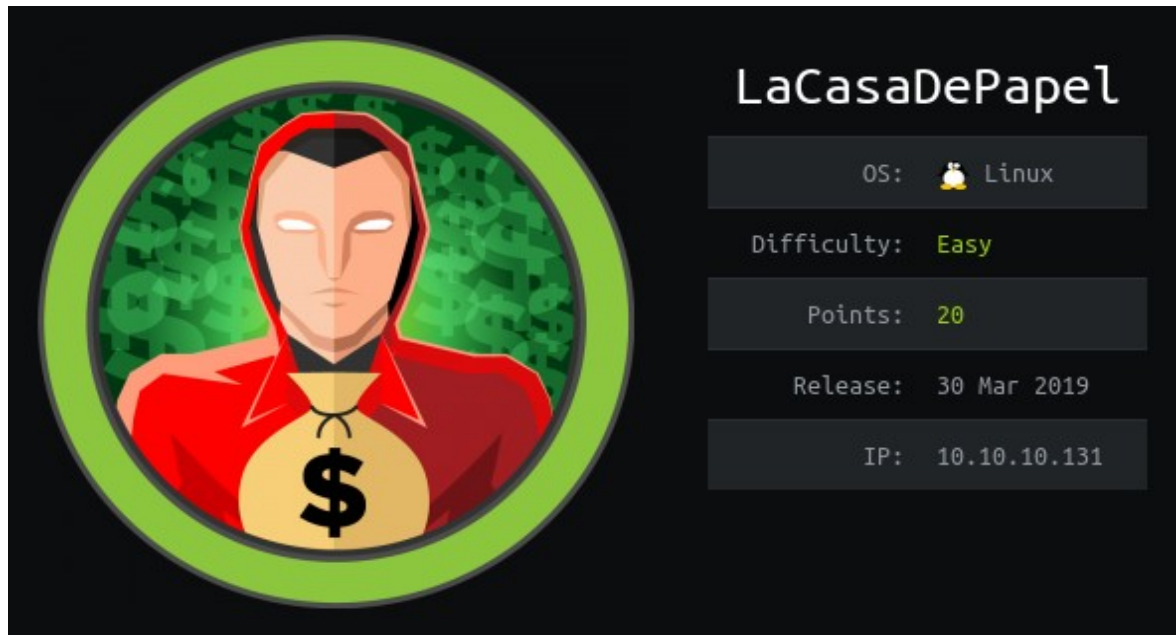 LaCasaDePapel
OS: Linux
Difficulty: Easy
Points: 20
Release: 30 Mar 2019
IP: 10.10.10.131
$